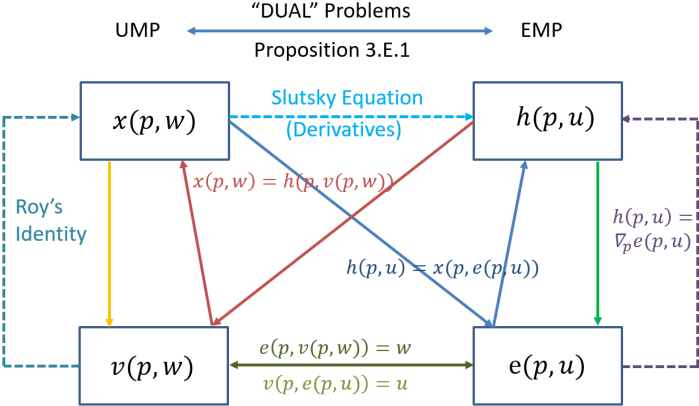 “DUAL” Problems
UMP
EMP
Proposition 3.E.1
x(p,w)
Slutsky Equation
(Derivatives)
h(p,u)
x(p,w) = h(p,v(p,w))
Roy’s
Identity
h(p,u) =
∇ₚe(p,u)
h(p,u) = x(p,e(p,u))
v(p,w)
e(p,v(p,w)) = w
v(p,e(p,u)) = u
e(p,u)